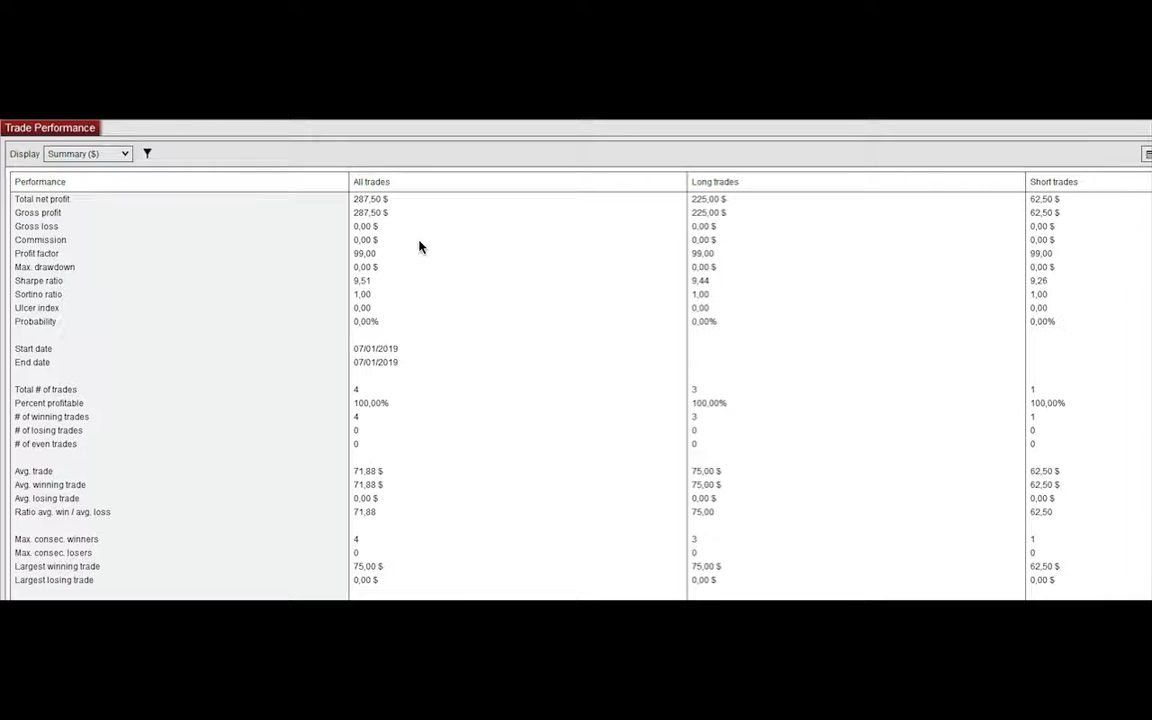 Trade Performance
Display Summary ($)
Performance All trades Long trades Short trades
Total net profit 287,50 $ 225,00 $ 62,50 $
Gross profit 287,50 $ 225,00 $ 62,50 $
Gross loss 0,00 $ 0,00 $ 0,00 $
Commission 0,00 $ 0,00 $ 0,00 $
Profit factor 99,00 99,00 99,00
Max. drawdown 0,00 $ 0,00 $ 0,00 $
Sharpe ratio 9,51 9,44 9,26
Sortino ratio 1,00 1,00 1,00
Ulcer index 0,00 0,00 0,00
Probability 0,00% 0,00% 0,00%
Start date 07/01/2019
End date 07/01/2019
Total # of trades 4 3 1
Percent profitable 100,00% 100,00% 100,00%
# of winning trades 4 3 1
# of losing trades 0 0 0
# of even trades 0 0 0
Avg. trade 71,88 $ 75,00 $ 62,50 $
Avg. winning trade 71,88 $ 75,00 $ 62,50 $
Avg. losing trade 0,00 $ 0,00 $ 0,00 $
Ratio avg. win / avg. loss 71,88 75,00 62,50
Max. consec. winners 4 3 1
Max. consec. losers 0 0 0
Largest winning trade 75,00 $ 75,00 $ 62,50 $
Largest losing trade 0,00 $ 0,00 $ 0,00 $